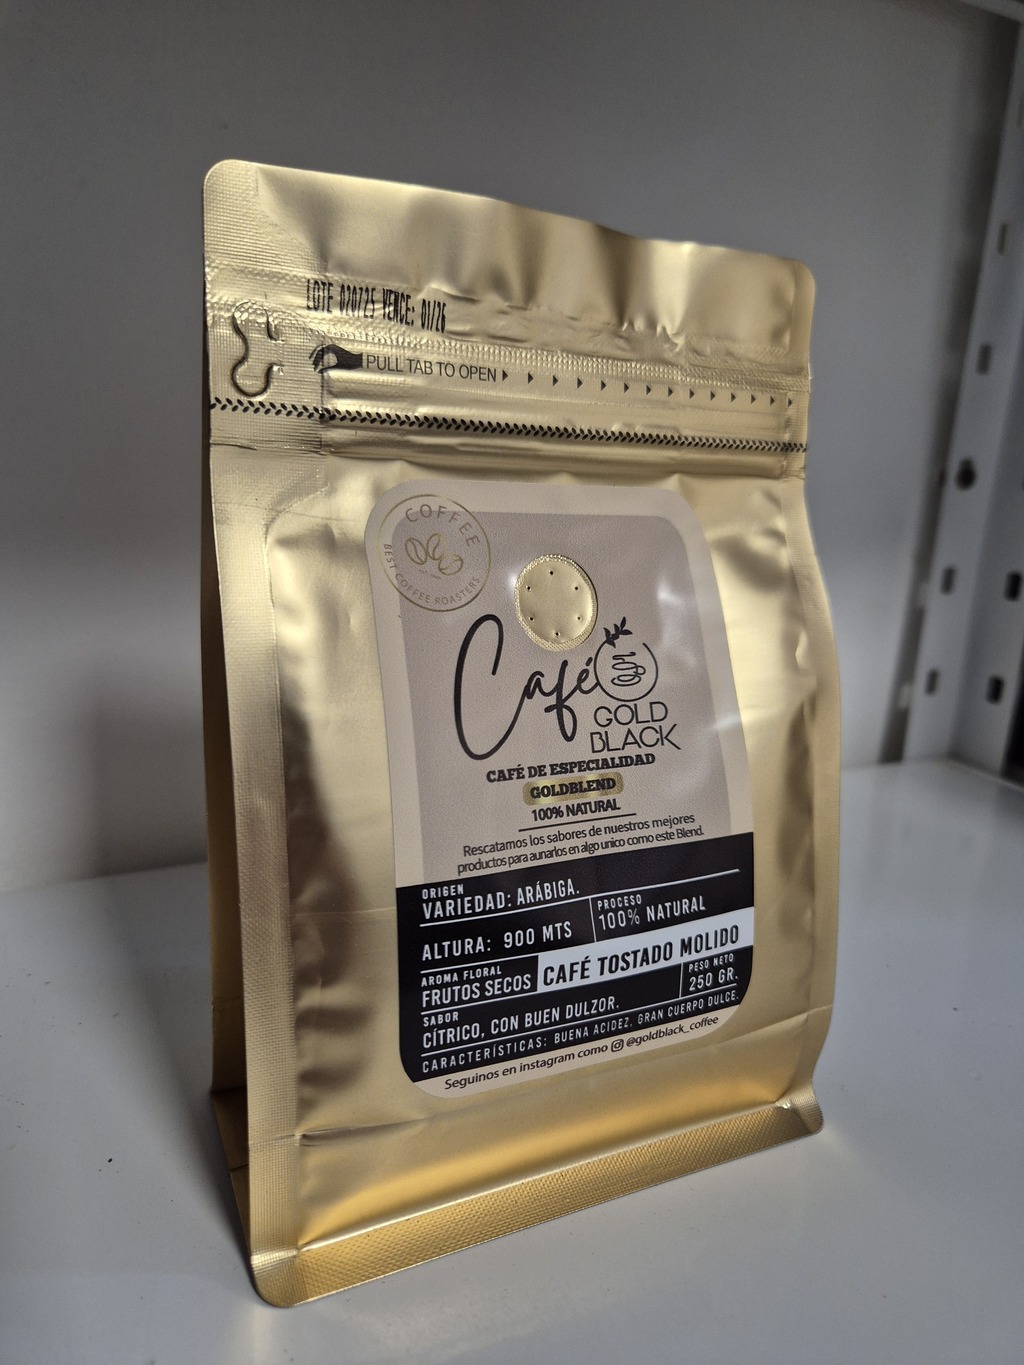 LOTE 020725 VENCE: 01/26
PULL TAB TO OPEN
COFFEE
BEST COFFEE ROASTERS
Café
GOLD
BLACK
CAFÉ DE ESPECIALIDAD
GOLDBLEND
100% NATURAL
Rescatamos los sabores de nuestros mejores
productos para aunarlos en algo unico como este Blend.
ORIGEN
VARIEDAD: ARÁBIGA.
PROCESO
100% NATURAL
ALTURA: 900 MTS
AROMA FLORAL
FRUTOS SECOS
CAFÉ TOSTADO MOLIDO
PESO NETO
250 GR.
SABOR
CÍTRICO, CON BUEN DULZOR.
CARACTERÍSTICAS: BUENA ACIDEZ, GRAN CUERPO DULCE.
Seguinos en instagram como @goldblack_coffee